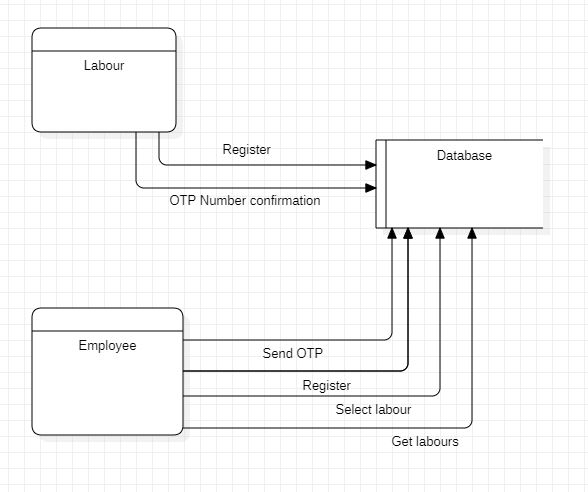 Labour
Register
Database
OTP Number confirmation
Employee
Send OTP
Register
Select labour
Get labours